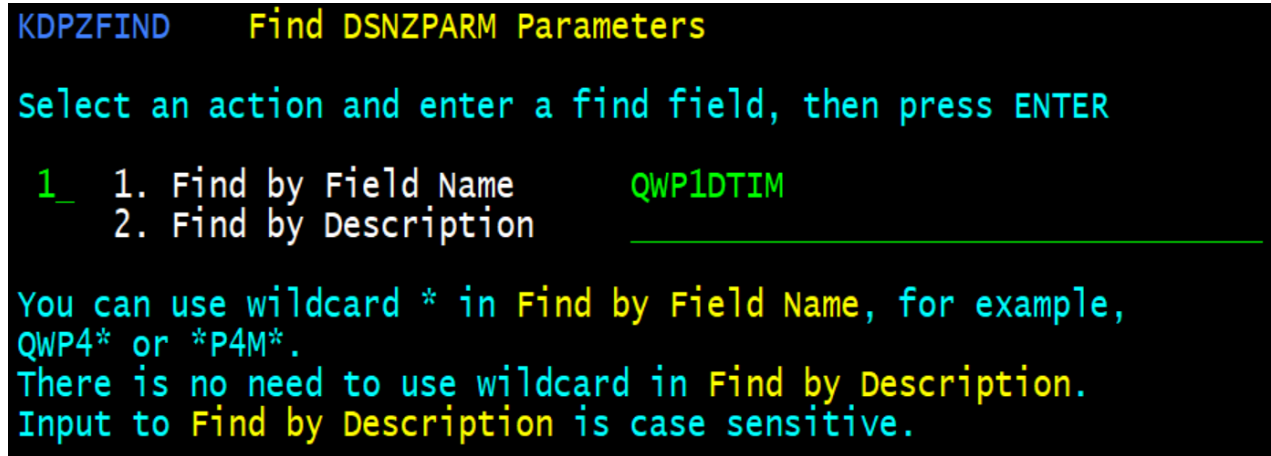 KDPZFIND Find DSNZPARM Parameters
Select an action and enter a find field, then press ENTER
1_ 1. Find by Field Name QWP1DTIM
2. Find by Description ________________________________
You can use wildcard * in Find by Field Name, for example,
QWP4* or *P4M*.
There is no need to use wildcard in Find by Description.
Input to Find by Description is case sensitive.